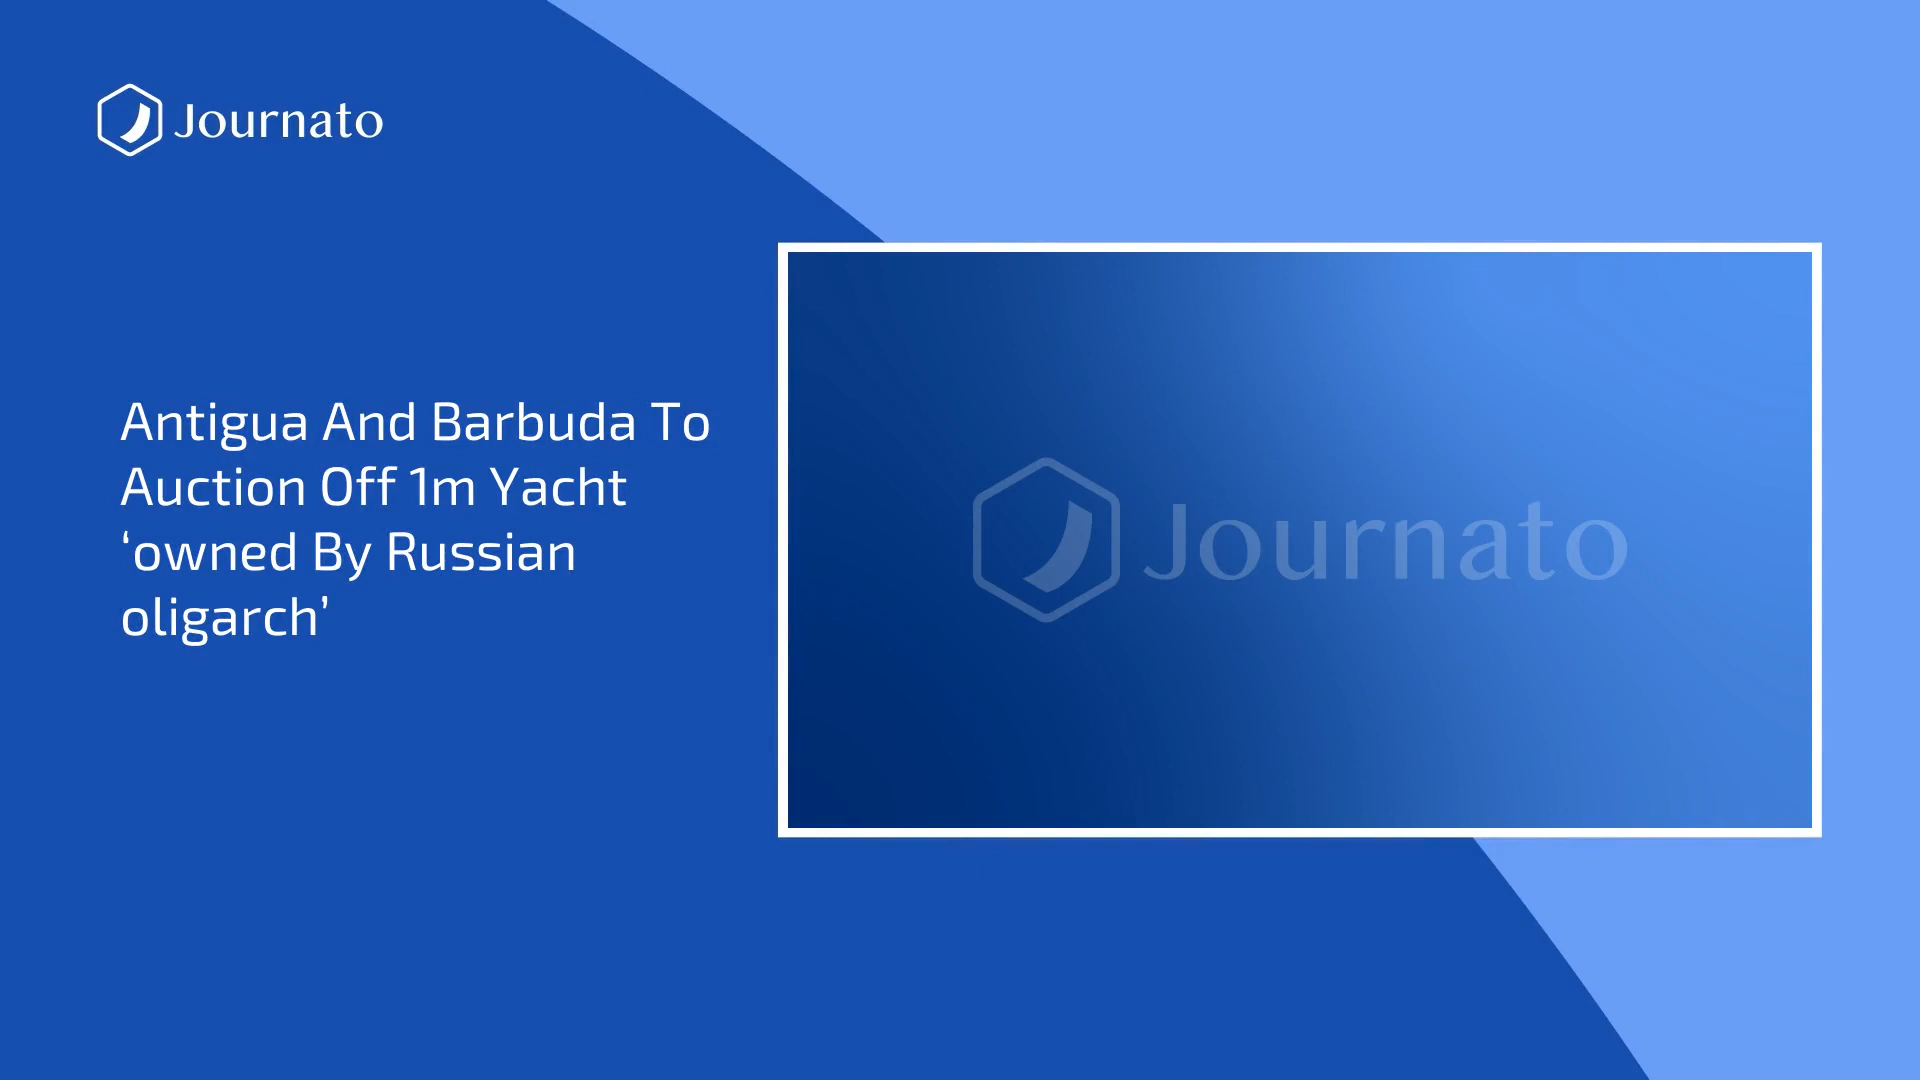 Journato
Antigua And Barbuda To
Auction Off 1m Yacht
‘owned By Russian
oligarch’
Journato